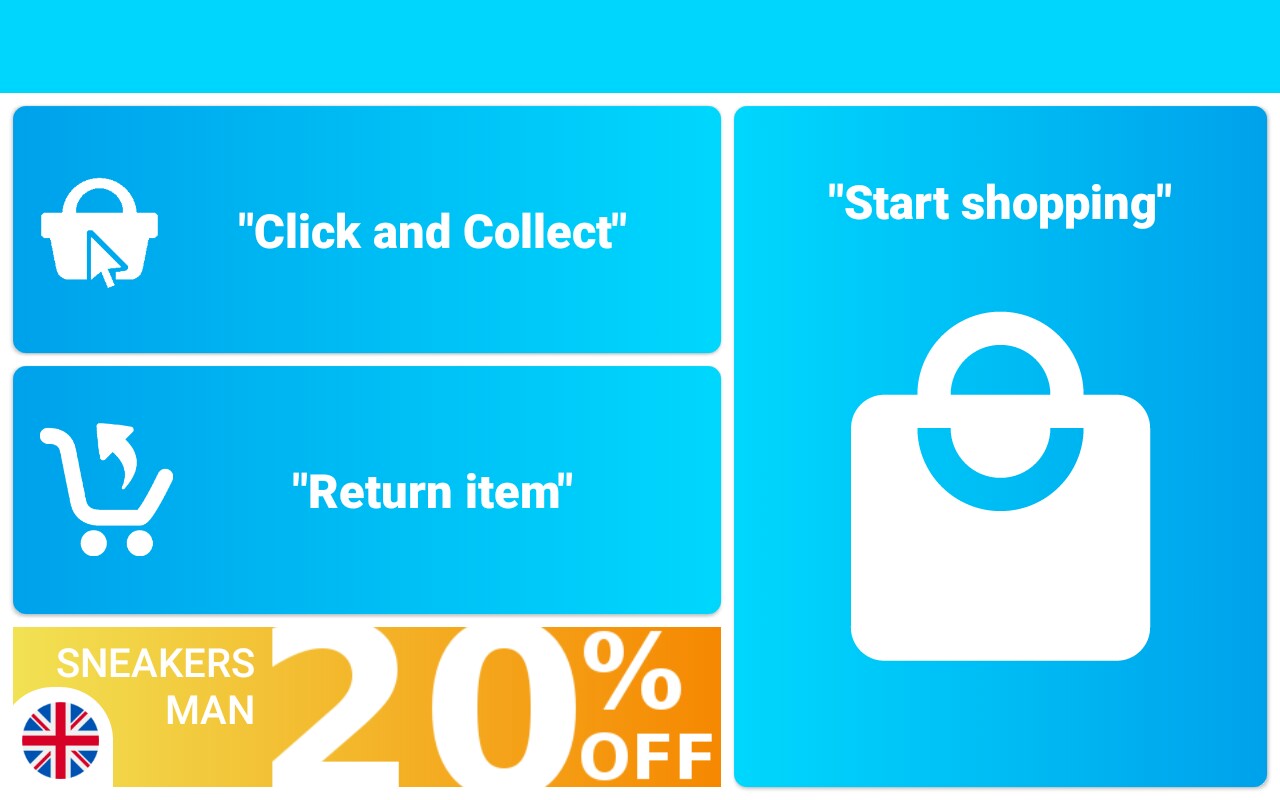 "Click and Collect"
"Start shopping"
"Return item"
SNEAKERS
MAN
20%
OFF